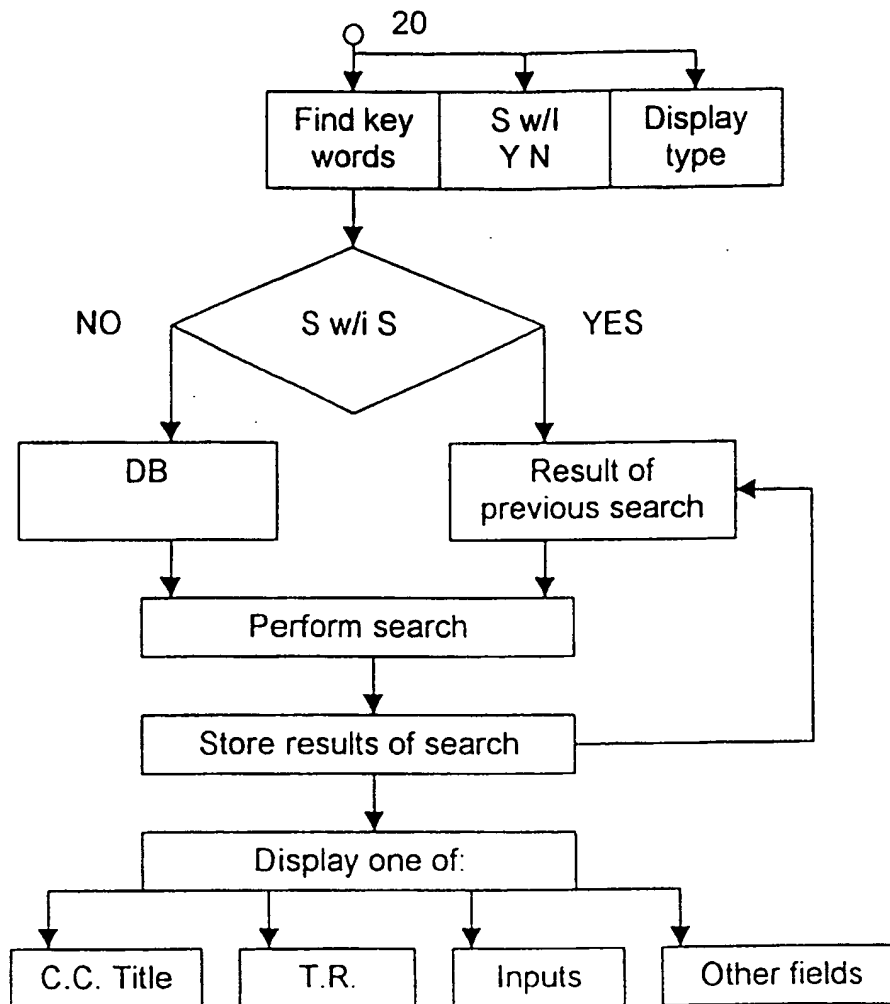 20
Find key
words
S w/I
Y N
Display
type
NO
S w/i S
YES
DB
Result of
previous search
Perform search
Store results of search
Display one of:
C.C. Title
T.R.
Inputs
Other fields